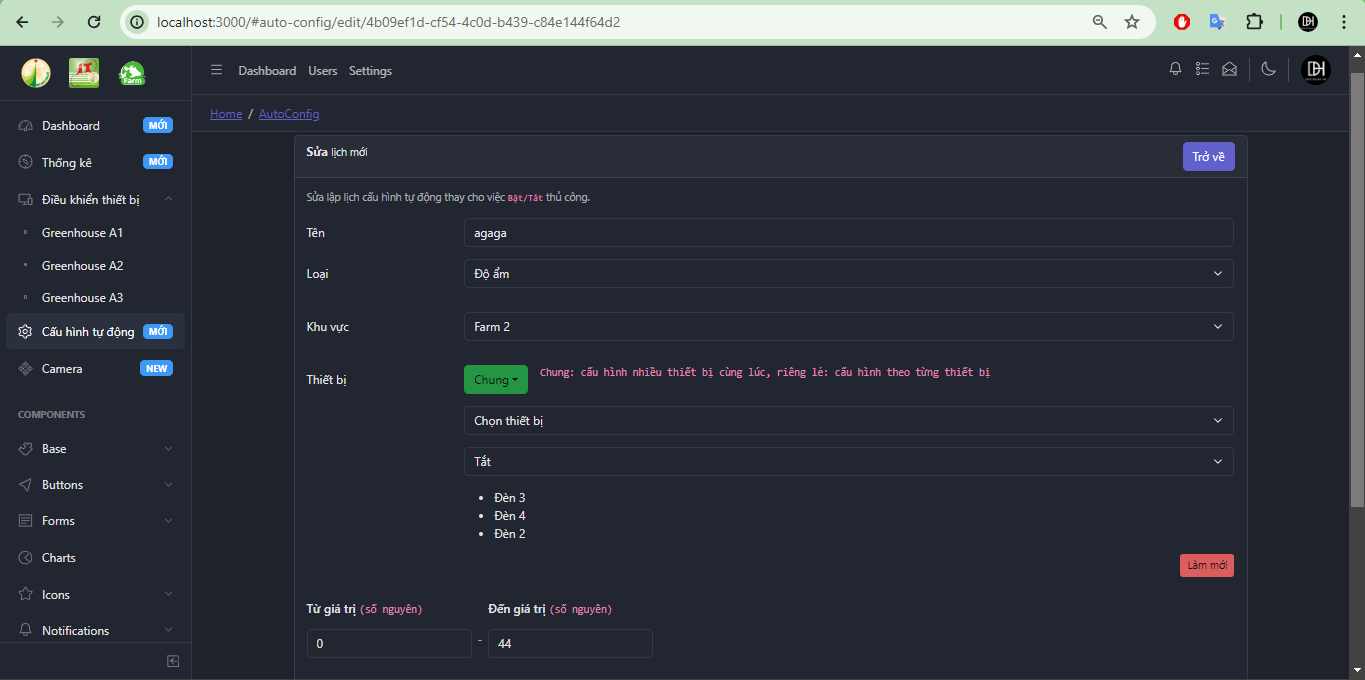 localhost:3000/#auto-config/edit/4b09ef1d-cf54-4c0d-b439-c84e144f64d2
IT
Farm
Dashboard Users Settings
DH
Home / AutoConfig
Dashboard MỚI
Thống kê MỚI
Điều khiển thiết bị
Greenhouse A1
Greenhouse A2
Greenhouse A3
Cấu hình tự động MỚI
Camera NEW
COMPONENTS
Base
Buttons
Forms
Charts
Icons
Notifications
Sửa lịch mới
Trở về
Sửa lập lịch cấu hình tự động thay cho việc Bật/Tắt thủ công.
Tên
agaga
Loại
Độ ẩm
Khu vực
Farm 2
Thiết bị
Chung
Chung: cấu hình nhiều thiết bị cùng lúc, riêng lẻ: cấu hình theo từng thiết bị
Chọn thiết bị
Tắt
Đèn 3
Đèn 4
Đèn 2
Làm mới
Từ giá trị (số nguyên) Đến giá trị (số nguyên)
0 - 44